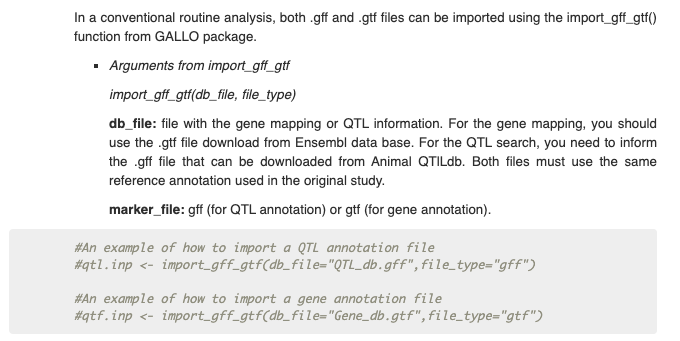 In a conventional routine analysis, both .gff and .gtf files can be imported using the import_gff_gtf()
function from GALLO package.
▪ Arguments from import_gff_gtf
import_gff_gtf(db_file, file_type)
db_file: file with the gene mapping or QTL information. For the gene mapping, you should
use the .gtf file download from Ensembl data base. For the QTL search, you need to inform
the .gff file that can be downloaded from Animal QTlLdb. Both files must use the same
reference annotation used in the original study.
marker_file: gff (for QTL annotation) or gtf (for gene annotation).
#An example of how to import a QTL annotation file
#qtl.inp <- import_gff_gtf(db_file="QTL_db.gff",file_type="gff")
#An example of how to import a gene annotation file
#qtf.inp <- import_gff_gtf(db_file="Gene_db.gtf",file_type="gtf")